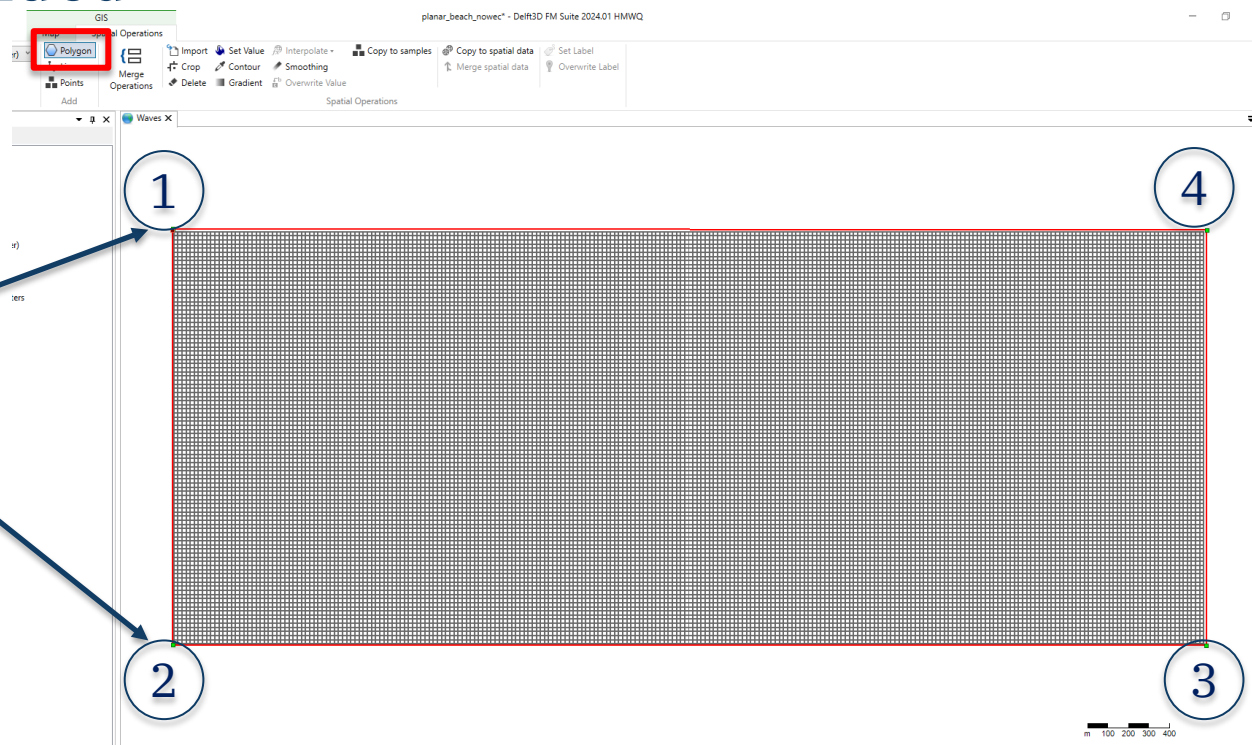 GIS
planar_beach_nowec* - Delft3D FM Suite 2024.01 HMWQ
Map Spatial Operations
Polygon
Points
Add
Merge Operations
Import Set Value Interpolate Copy to samples Copy to spatial data Set Label
Crop Contour Smoothing Merge spatial data Overwrite Label
Delete Gradient Overwrite Value
Spatial Operations
Waves
1
4
2
3
m 100 200 300 400